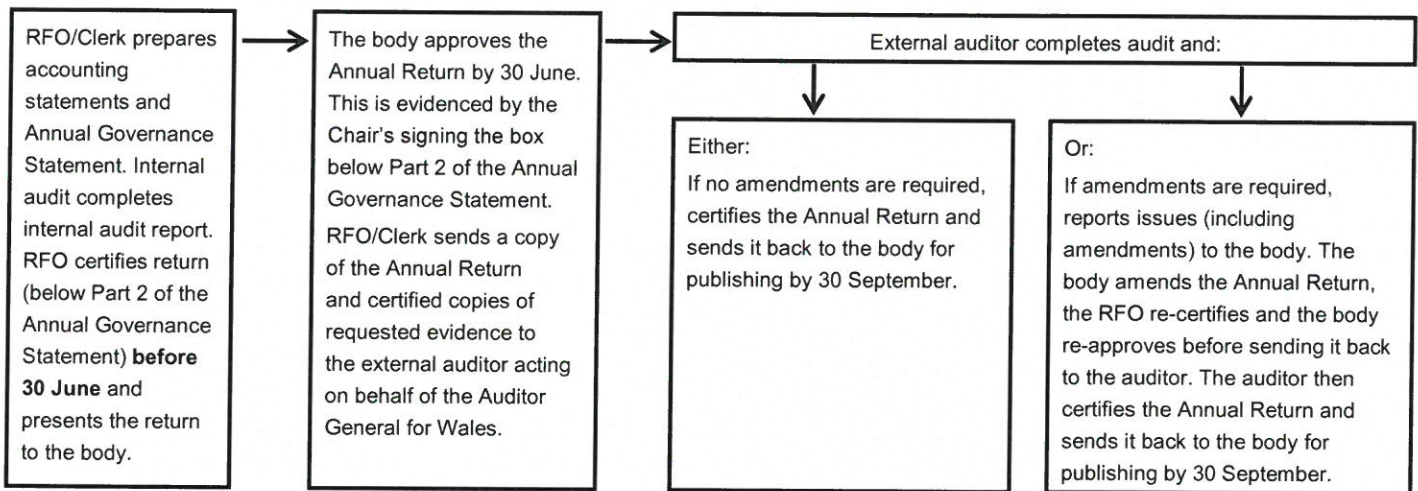 RFO/Clerk prepares
accounting
statements and
Annual Governance
Statement. Internal
audit completes
internal audit report.
RFO certifies return
(below Part 2 of the
Annual Governance
Statement) before
30 June and
presents the return
to the body.
The body approves the
Annual Return by 30 June.
This is evidenced by the
Chair's signing the box
below Part 2 of the Annual
Governance Statement.
RFO/Clerk sends a copy
of the Annual Return
and certified copies of
requested evidence to
the external auditor acting
on behalf of the Auditor
General for Wales.
External auditor completes audit and:
Either:
If no amendments are required,
certifies the Annual Return and
sends it back to the body for
publishing by 30 September.
Or:
If amendments are required,
reports issues (including
amendments) to the body. The
body amends the Annual Return,
the RFO re-certifies and the body
re-approves before sending it back
to the auditor. The auditor then
certifies the Annual Return and
sends it back to the body for
publishing by 30 September.